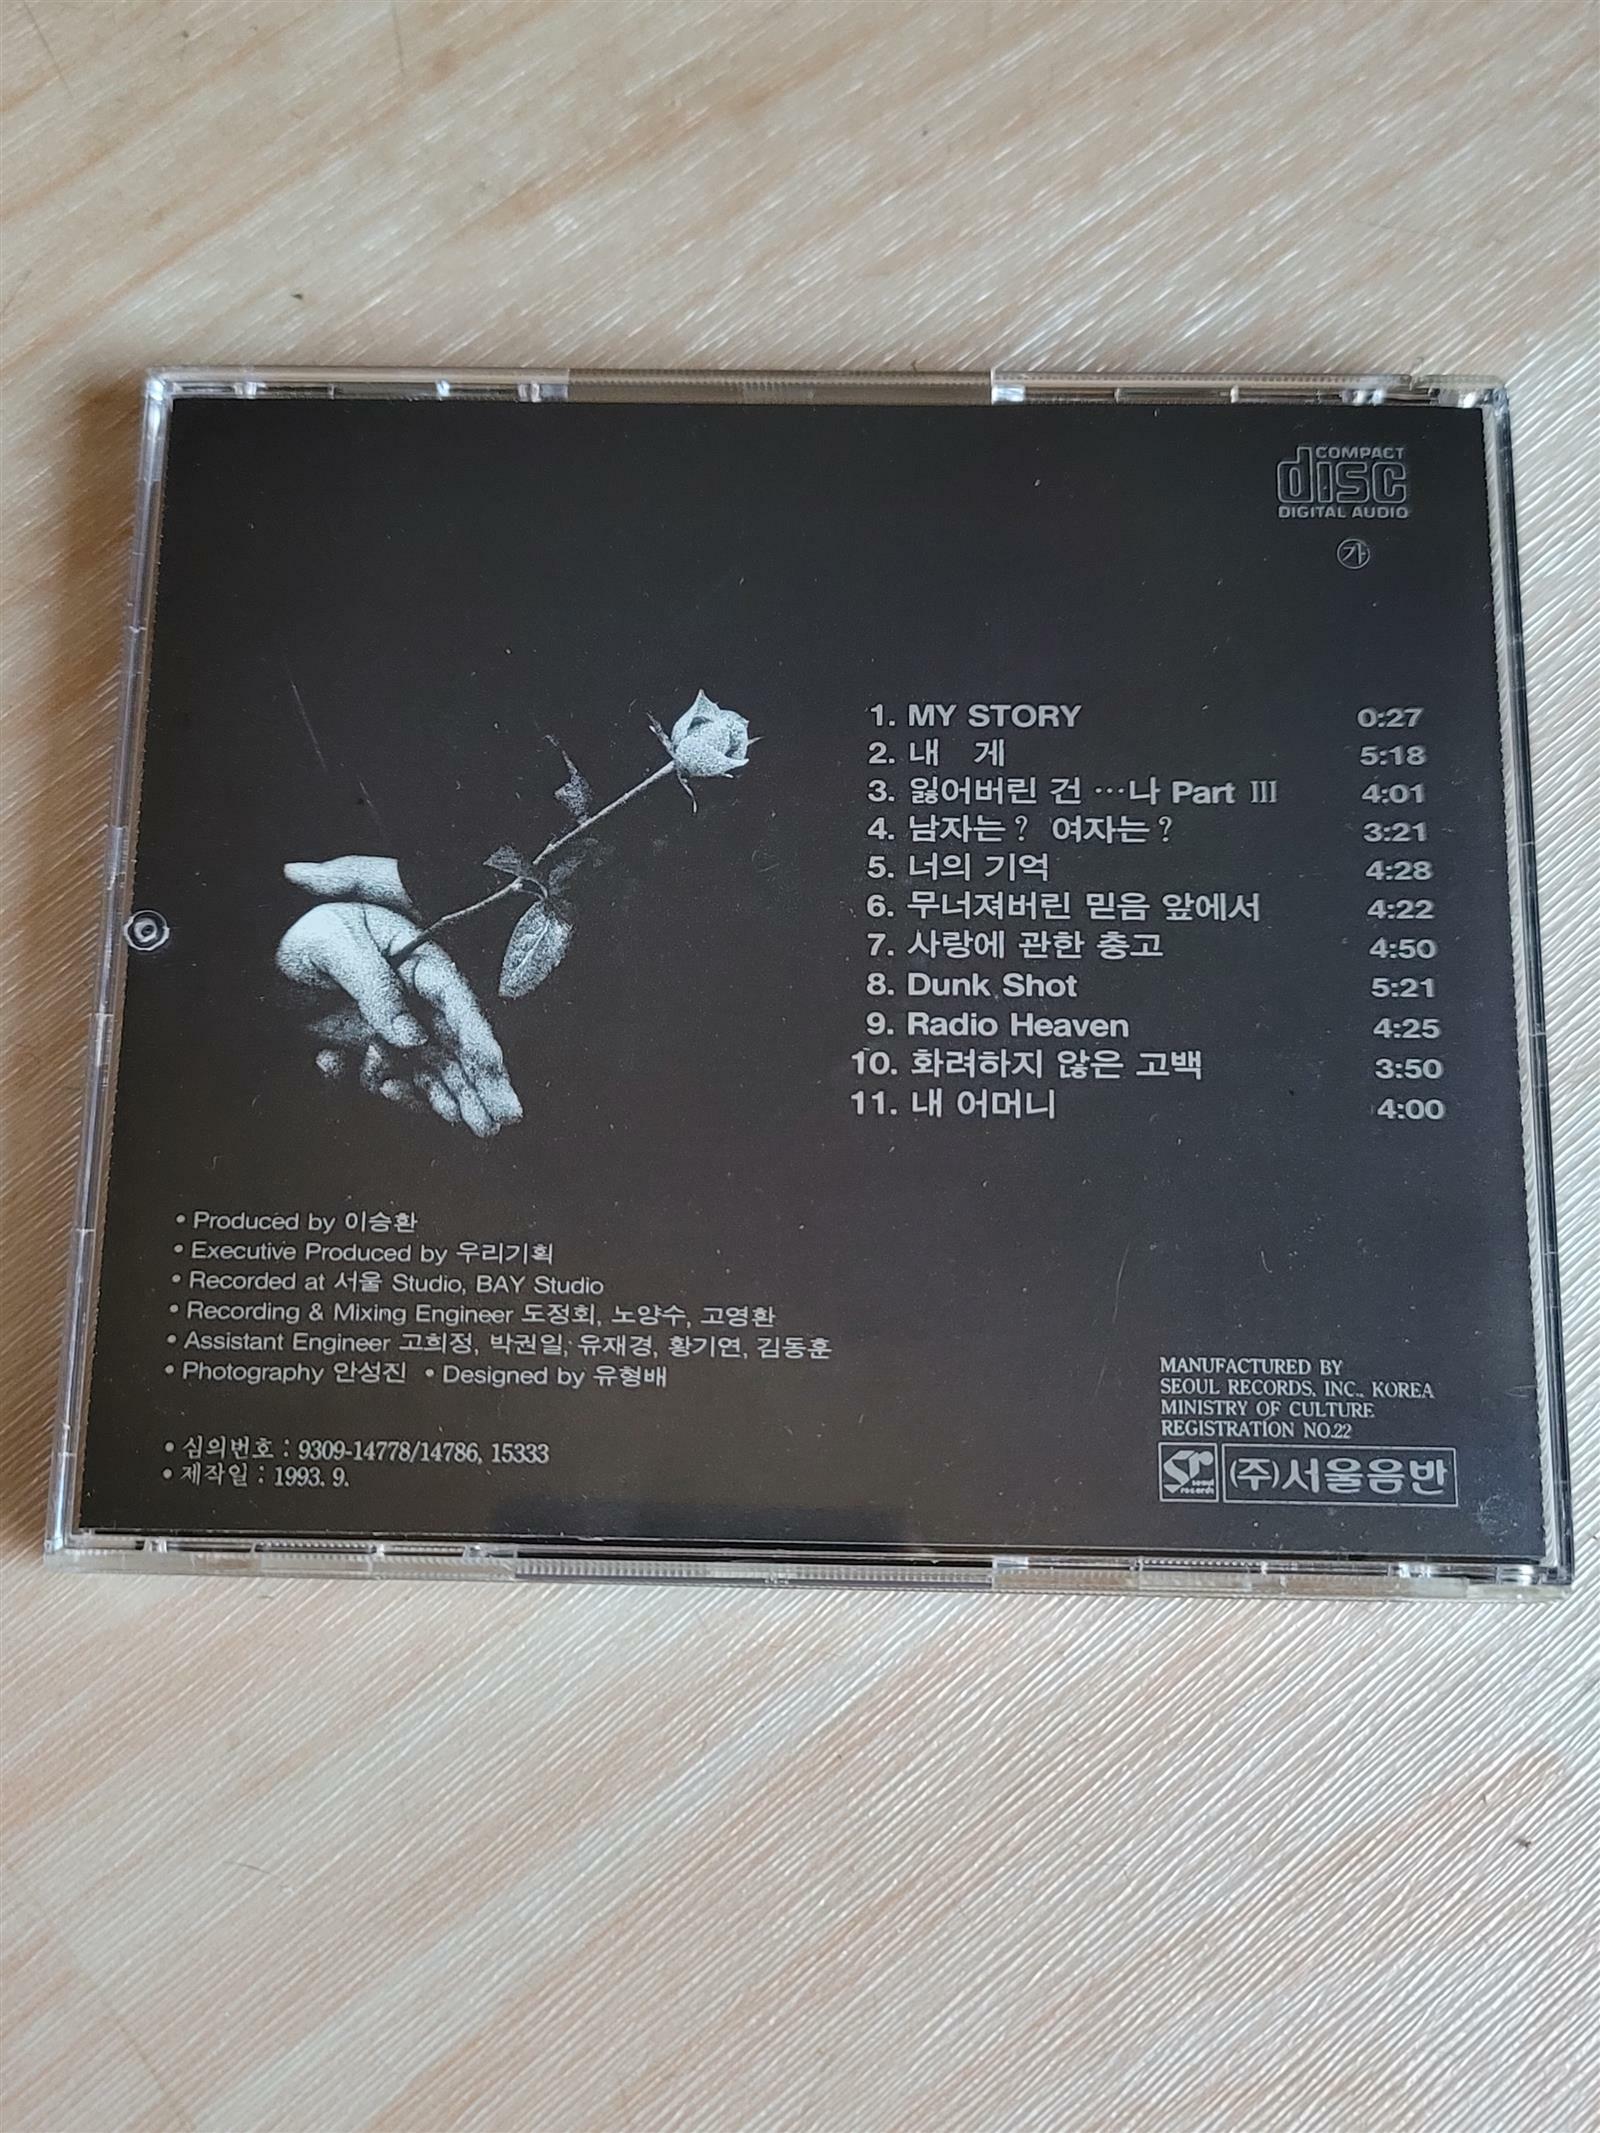 COMPACT
disc
DIGITAL AUDIO
가
1. MY STORY 0:27
2. 내 게 5:18
3. 잃어버린 건 …나 Part Ⅲ 4:01
4. 남자는? 여자는? 3:21
5. 너의 기억 4:28
6. 무너져버린 믿음 앞에서 4:22
7. 사랑에 관한 충고 4:50
8. Dunk Shot 5:21
9. Radio Heaven 4:25
10. 화려하지 않은 고백 3:50
11. 내 어머니 4:00
• Produced by 이승환
• Executive Produced by 우리기획
• Recorded at 서울 Studio, BAY Studio
• Recording & Mixing Engineer 도정회, 노양수, 고영환
• Assistant Engineer 고희정, 박권일, 유재경, 황기연, 김동훈
• Photography 안성진 • Designed by 유형배
• 심의번호 : 9309-14778/14786, 15333
• 제작일 : 1993. 9.
MANUFACTURED BY
SEOUL RECORDS, INC., KOREA
MINISTRY OF CULTURE
REGISTRATION NO.22
sr seoul records (주)서울음반